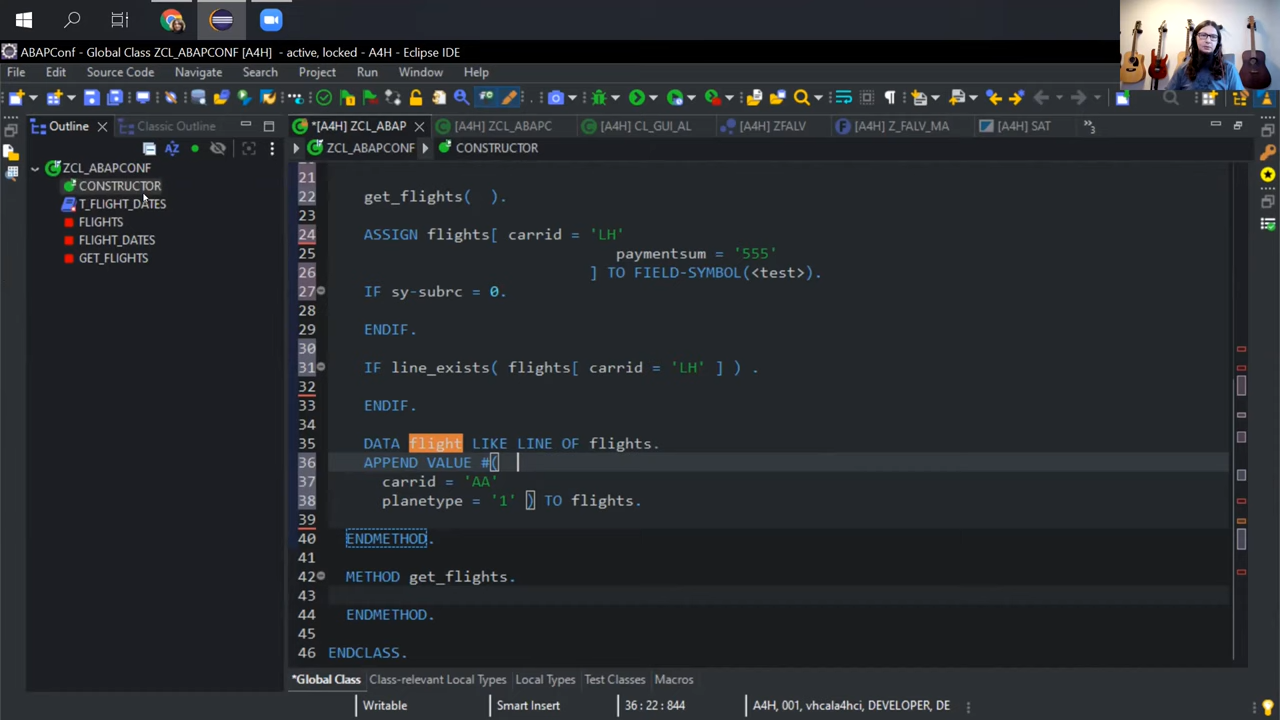 ABAPConf - Global Class ZCL_ABAPCONF [A4H] - active, locked - A4H - Eclipse IDE
File Edit Source Code Navigate Search Project Run Window Help
Outline Classic Outline *[A4H] ZCL_ABAP [A4H] ZCL_ABAPC [A4H] CL_GUI_AL [A4H] ZFALV [A4H] Z_FALV_MA [A4H] SAT
ZCL_ABAPCONF CONSTRUCTOR
ZCL_ABAPCONF
CONSTRUCTOR
T_FLIGHT_DATES
FLIGHTS
FLIGHT_DATES
GET_FLIGHTS
21
22 get_flights( ).
23
24 ASSIGN flights[ carrid = 'LH'
25 paymentsum = '555'
26 ] TO FIELD-SYMBOL(<test>).
27 IF sy-subrc = 0.
28
29 ENDIF.
30
31 IF line_exists( flights[ carrid = 'LH' ] ) .
32
33 ENDIF.
34
35 DATA flight LIKE LINE OF flights.
36 APPEND VALUE #(
37 carrid = 'AA'
38 planetype = '1' ) TO flights.
39
40 ENDMETHOD.
41
42 METHOD get_flights.
43
44 ENDMETHOD.
45
46 ENDCLASS.
*Global Class Class-relevant Local Types Local Types Test Classes Macros
Writable Smart Insert 36 : 22 : 844 A4H, 001, vhcala4hci, DEVELOPER, DE